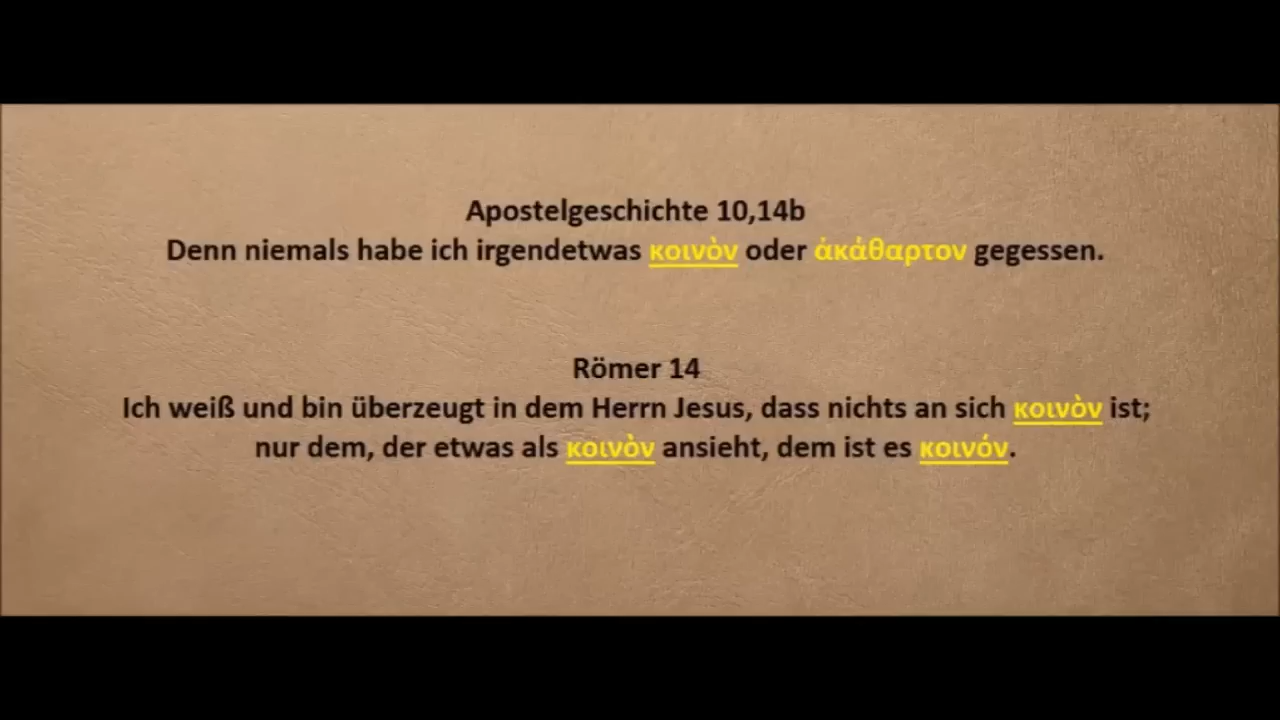 Apostelgeschichte 10,14b
Denn niemals habe ich irgendetwas κοινὸν oder ἀκάθαρτον gegessen.
Römer 14
Ich weiß und bin überzeugt in dem Herrn Jesus, dass nichts an sich κοινὸν ist;
nur dem, der etwas als κοινὸν ansieht, dem ist es κοινόν.